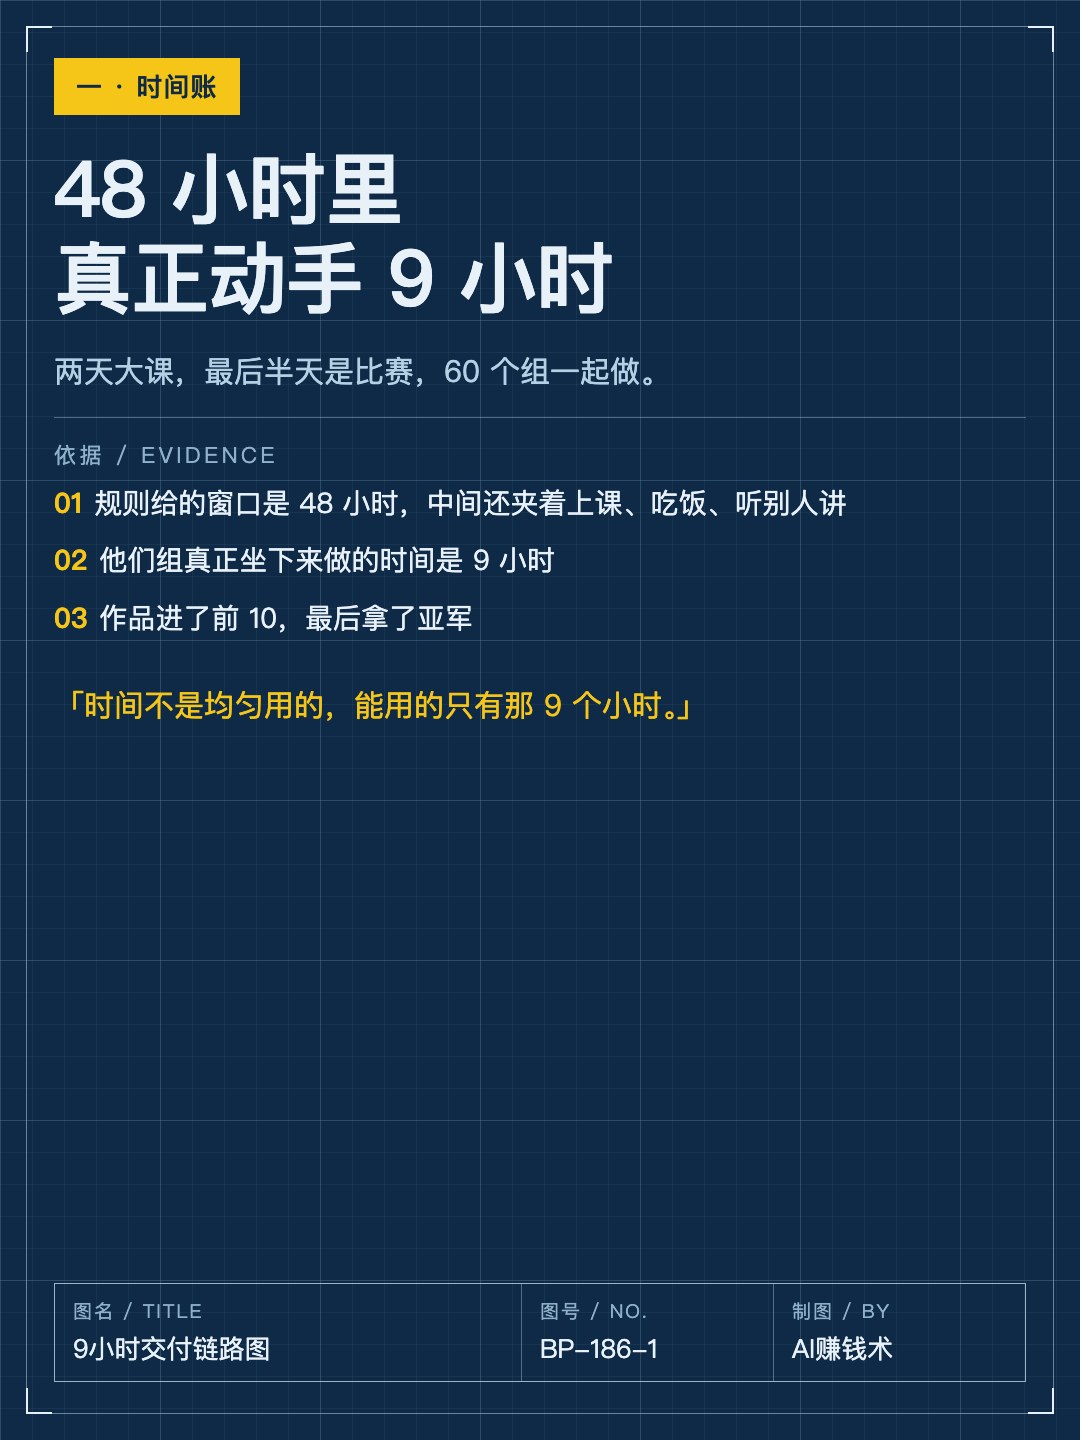 一 · 时间账
48 小时里
真正动手 9 小时
两天大课，最后半天是比赛，60 个组一起做。
依据 / EVIDENCE
01 规则给的窗口是 48 小时，中间还夹着上课、吃饭、听别人讲
02 他们组真正坐下来做的时间是 9 小时
03 作品进了前 10，最后拿了亚军
「时间不是均匀用的，能用的只有那 9 个小时。」
图名 / TITLE
9小时交付链路图
图号 / NO.
BP-186-1
制图 / BY
AI赚钱术